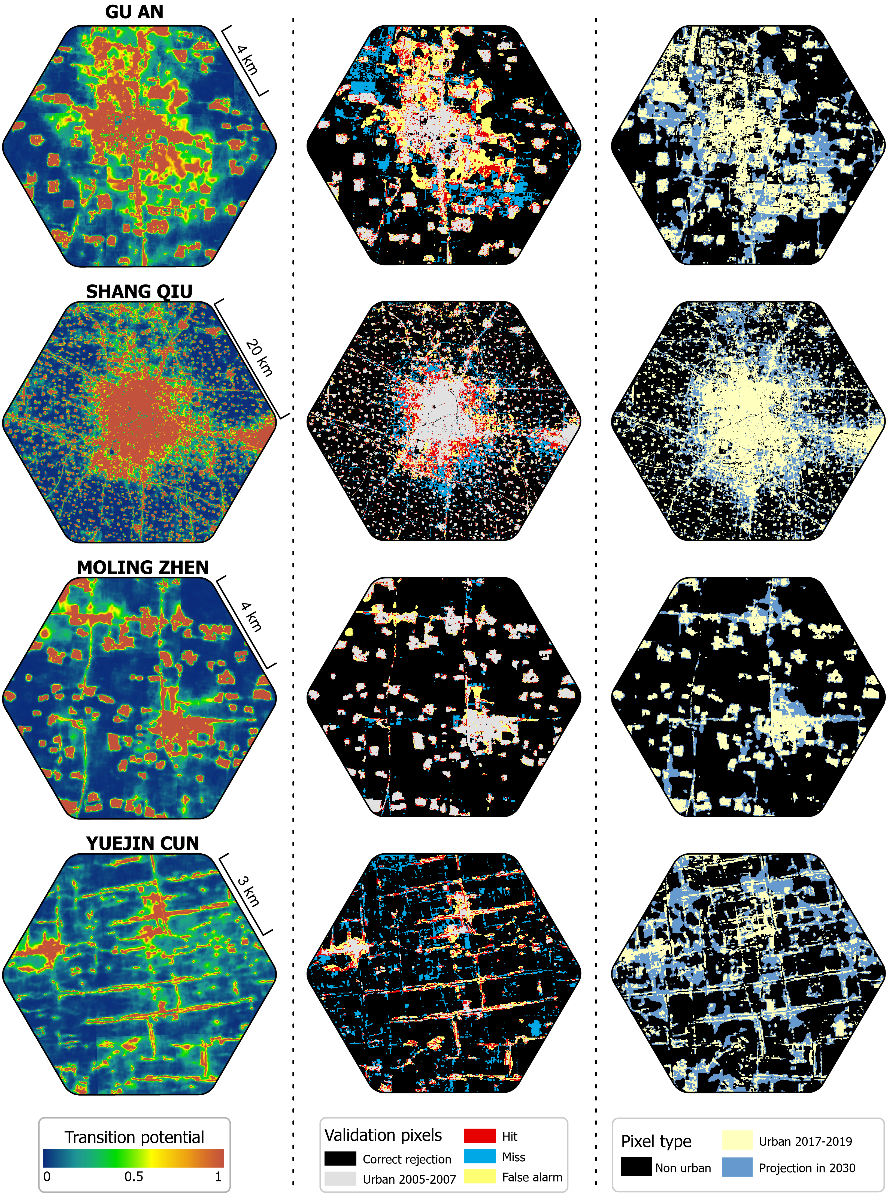 GU AN
4 km
SHANG QIU
20 km
MOLING ZHEN
4 km
YUEJIN CUN
3 km
Transition potential
0 0.5 1
Validation pixels
Correct rejection
Urban 2005-2007
Hit
Miss
False alarm
Pixel type
Non urban
Urban 2017-2019
Projection in 2030